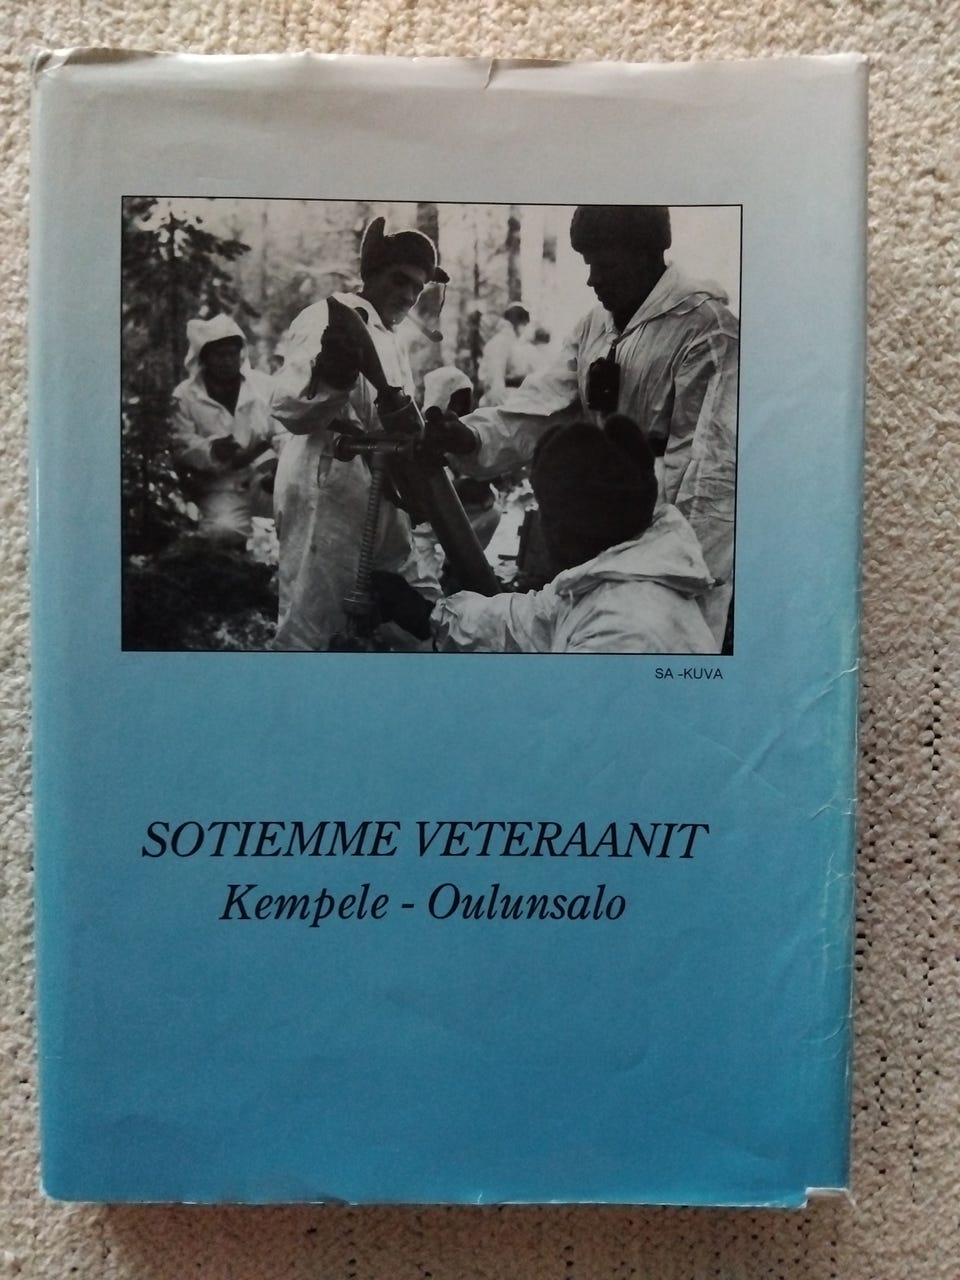 SA -KUVA
SOTIEMME VETERAANIT
Kempele - Oulunsalo